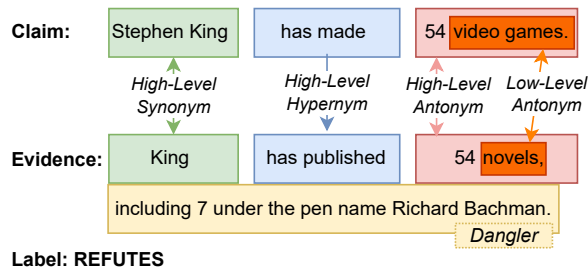 Claim: Stephen King has made 54 video games.
High-Level Synonym High-Level Hypernym High-Level Antonym Low-Level Antonym
Evidence: King has published 54 novels,
including 7 under the pen name Richard Bachman.
Dangler
Label: REFUTES